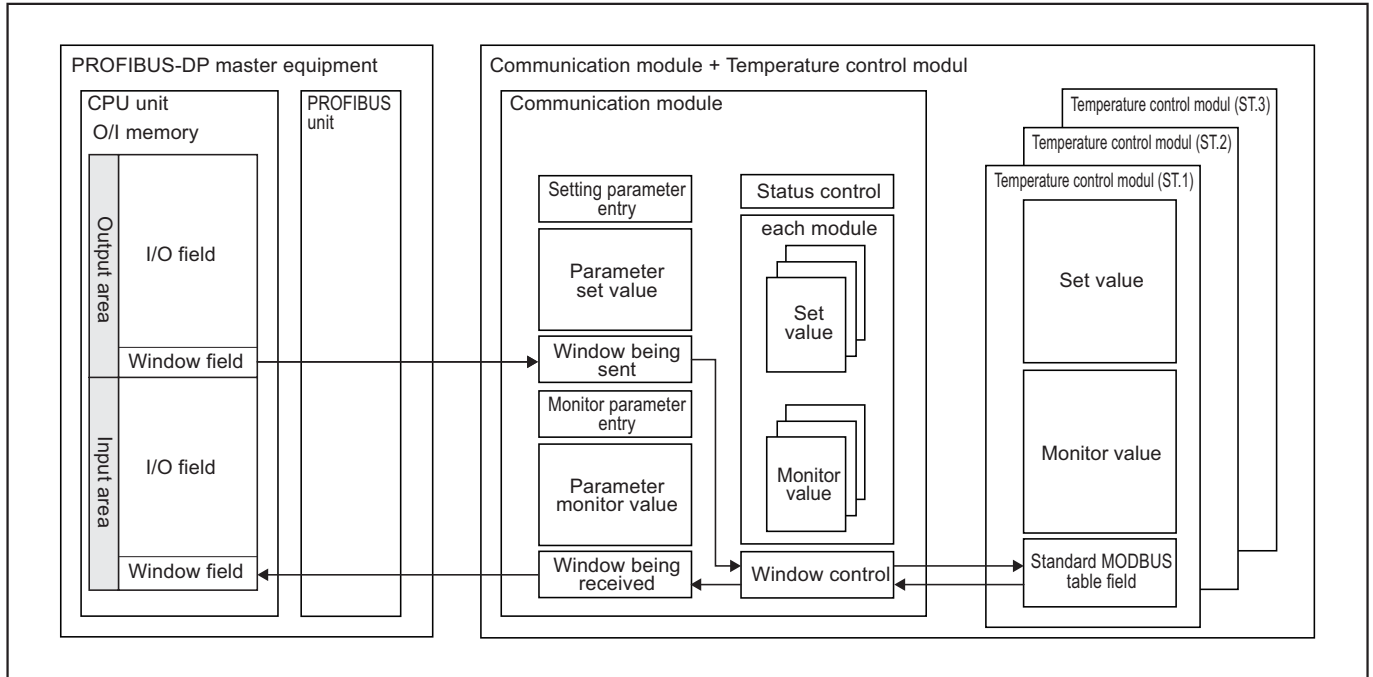 PROFIBUS-DP master equipment
CPU unit
O/I memory
PROFIBUS
unit
Output area
I/O field
Window field
Input area
I/O field
Window field
Communication module + Temperature control modul
Communication module
Setting parameter
entry
Parameter
set value
Window being
sent
Monitor parameter
entry
Parameter
monitor value
Window being
received
Status control
each module
Set
value
Monitor
value
Window control
Temperature control modul (ST.3)
Temperature control modul (ST.2)
Temperature control modul (ST.1)
Set value
Monitor value
Standard MODBUS
table field